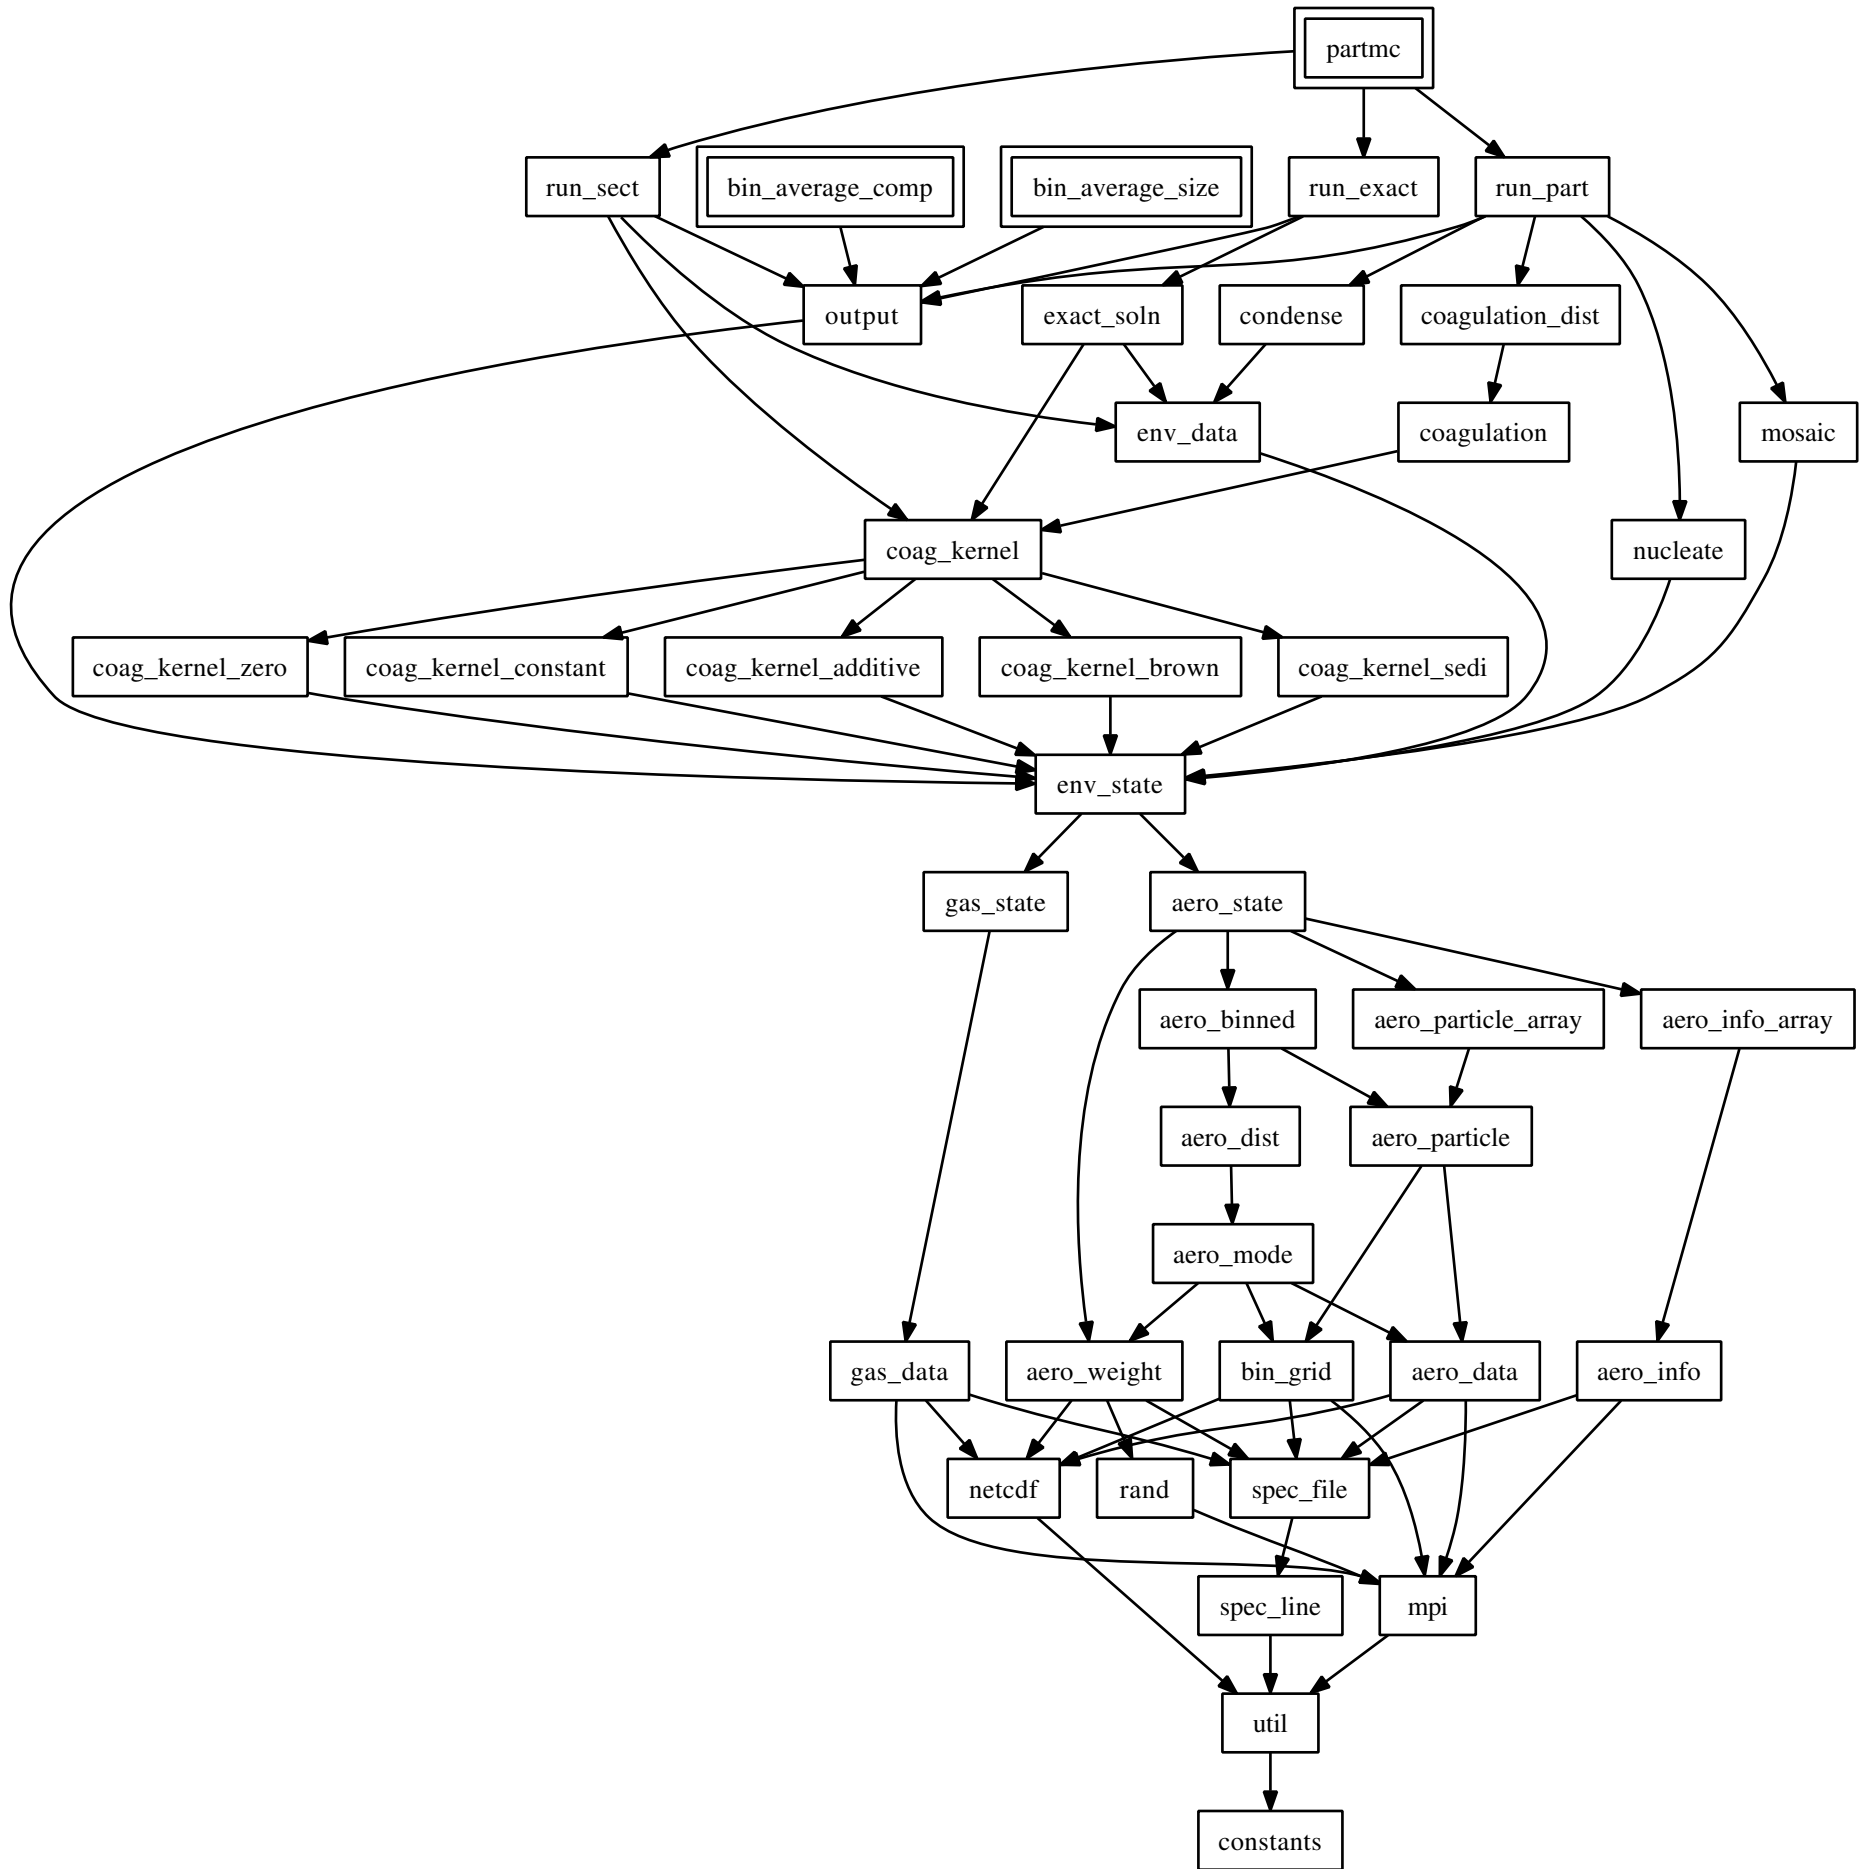 partmc
run_sect
bin_average_comp
bin_average_size
run_exact
run_part
output
exact_soln
condense
coagulation_dist
env_data
coagulation
mosaic
coag_kernel
nucleate
coag_kernel_zero
coag_kernel_constant
coag_kernel_additive
coag_kernel_brown
coag_kernel_sedi
env_state
gas_state
aero_state
aero_binned
aero_particle_array
aero_info_array
aero_dist
aero_particle
aero_mode
gas_data
aero_weight
bin_grid
aero_data
aero_info
netcdf
rand
spec_file
spec_line
mpi
util
constants